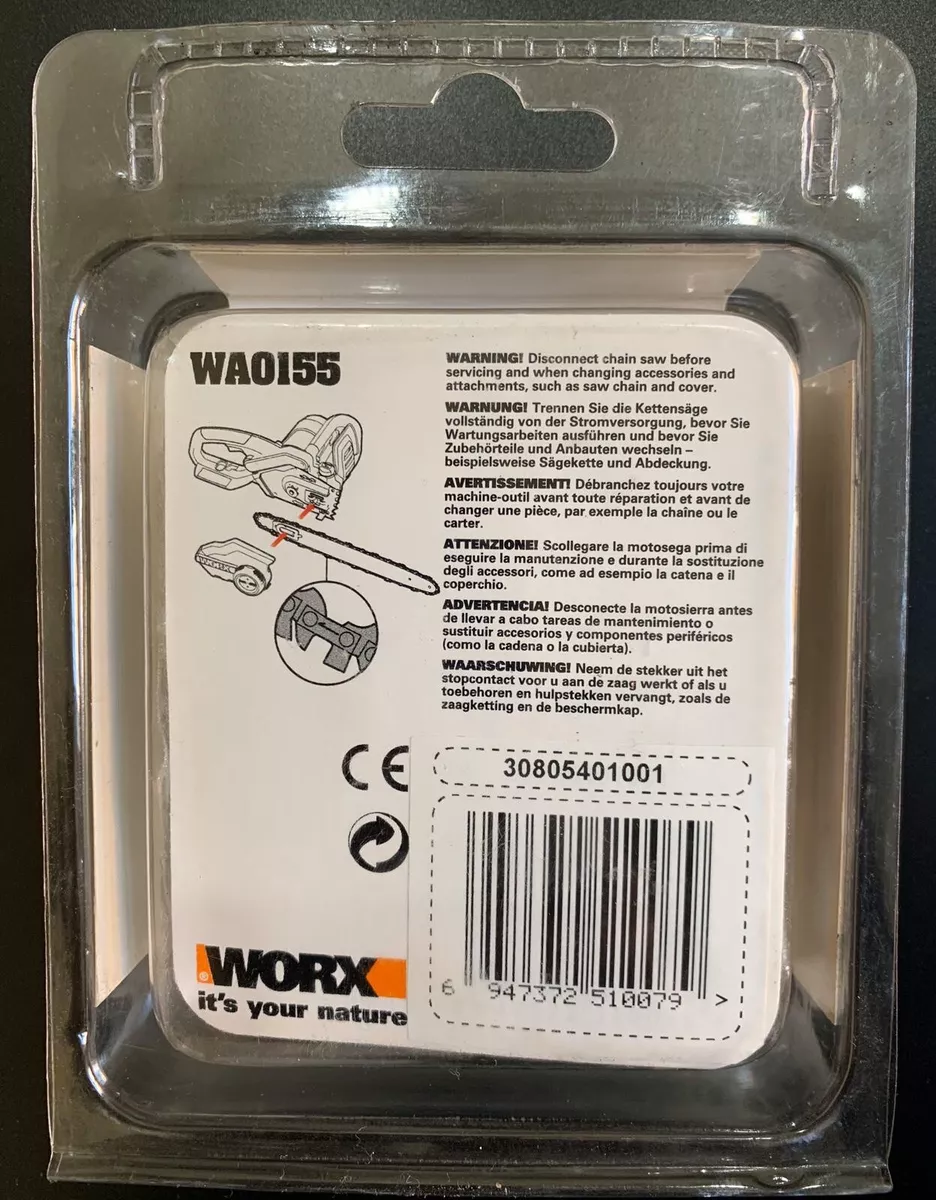 WA0155
WARNING! Disconnect chain saw before
servicing and when changing accessories and
attachments, such as saw chain and cover.
WARNUNG! Trennen Sie die Kettensäge
vollständig von der Stromversorgung, bevor Sie
Wartungsarbeiten ausführen und bevor Sie
Zubehörteile und Anbauten wechseln –
beispielsweise Sägekette und Abdeckung.
AVERTISSEMENT! Débranchez toujours votre
machine-outil avant toute réparation et avant de
changer une pièce, par exemple la chaîne ou le
carter.
ATTENZIONE! Scollegare la motosega prima di
eseguire la manutenzione e durante la sostituzione
degli accessori, come ad esempio la catena e il
coperchio.
ADVERTENCIA! Desconecte la motosierra antes
de llevar a cabo tareas de mantenimiento o
sustituir accesorios y componentes periféricos
(como la cadena o la cubierta).
WAARSCHUWING! Neem de stekker uit het
stopcontact voor u aan de zaag werkt of als u
toebehoren en hulpstekken vervangt, zoals de
zaagketting en de beschermkap.
WORX
CE
30805401001
6 947372 510079 >
®WORX
it's your nature